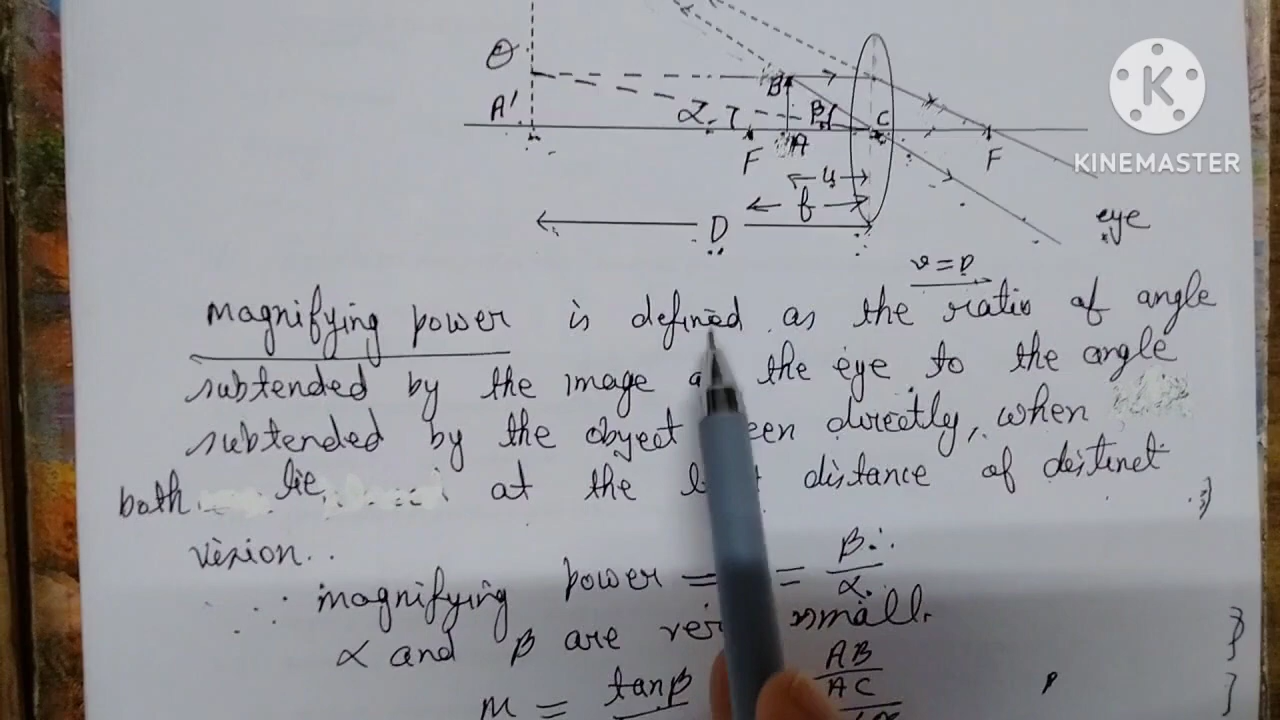 KINEMASTER
Q
A' α B β C
F A F
u
f
D eye
v = D
magnifying power is defined as the ratio of angle
subtended by the image the eye to the angle
subtended by the object directly, when
both lie at the distance of distinct
vision..
∴ magnifying power = = β/α ∵
α and β are small.
M = tanβ AB/AC